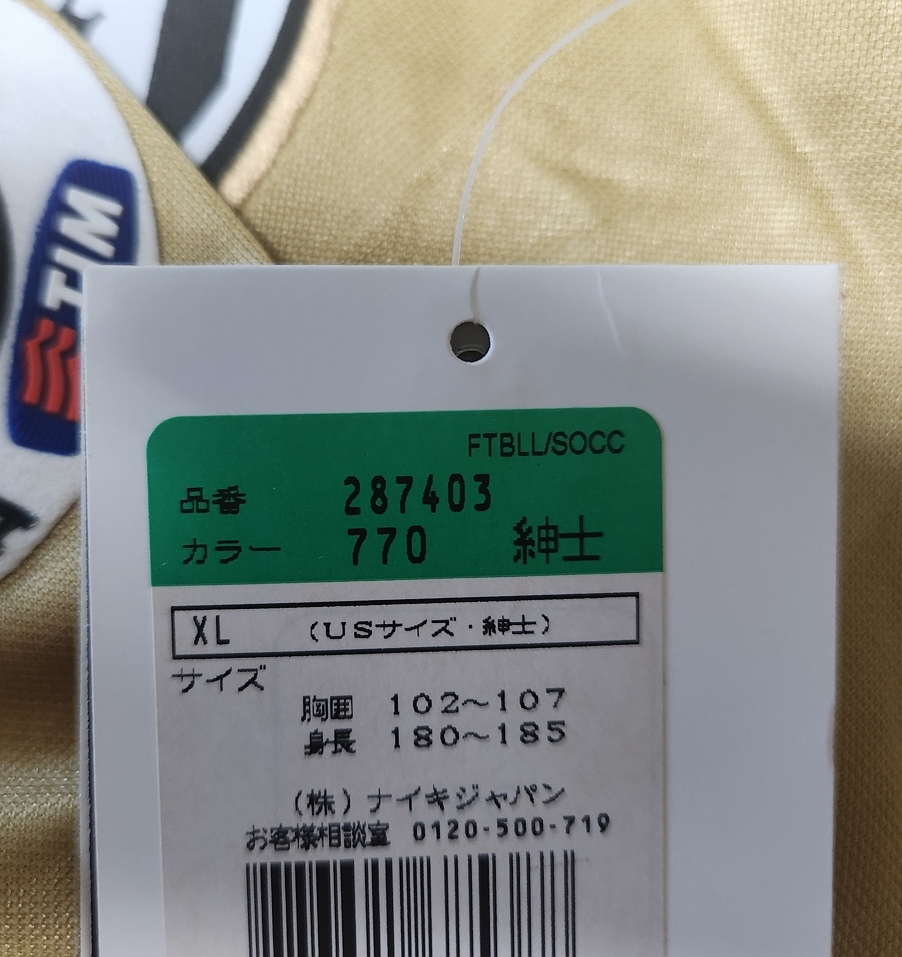 TIM
FTBLL/SOCC
品番 287403
カラー 770 紳士
XL (USサイズ・紳士)
サイズ
胸囲 102~107
身長 180~185
(株)ナイキジャパン
お客様相談室 0120-500-719